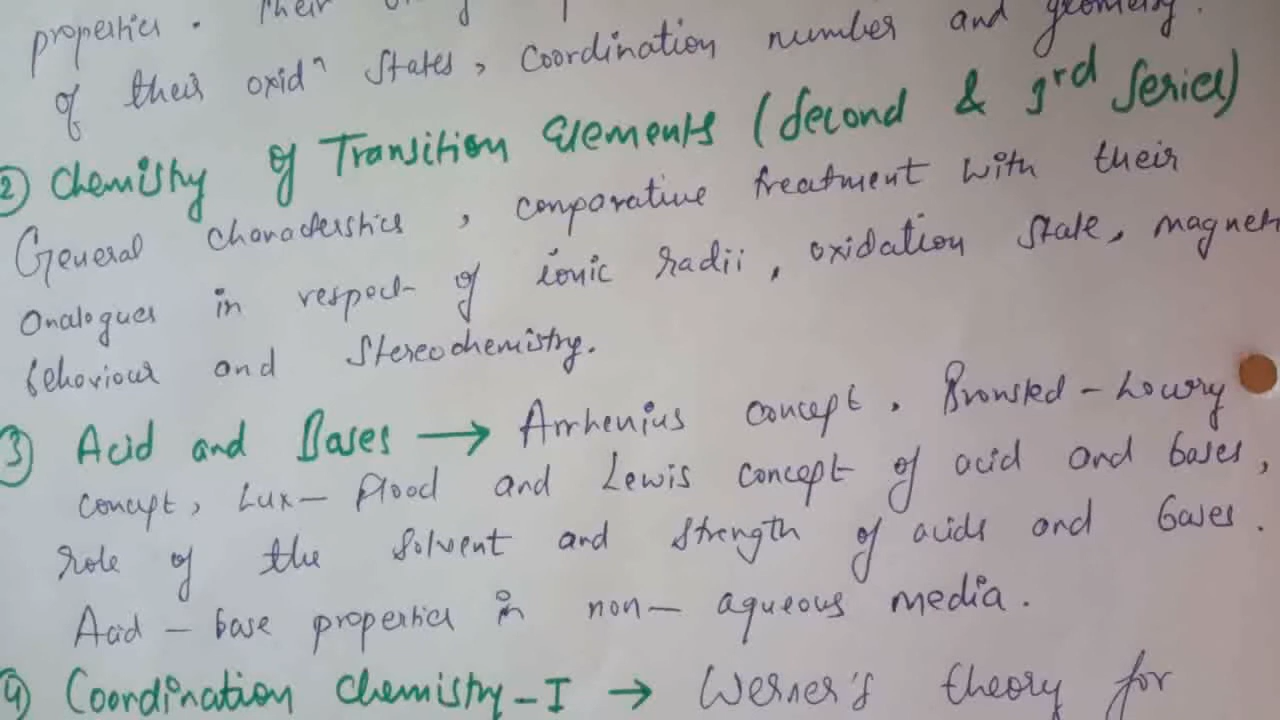 properties. Their
of their oxidⁿ states, coordination number and geometry.
② Chemistry of Transition Elements (Second & 3rd Series)
General characteristics, comparative treatment with their
analogues in respect of ionic radii, oxidation state, magneti
behaviour and stereochemistry.
③ Acid and Bases → Arrhenius concept. Bronsted-Lowry
concept, Lux-Flood and Lewis concept of acid and bases,
role of the solvent and strength of acids and bases.
Acid-base properties in non-aqueous media.
④ Coordination chemistry-I → Werner's theory for